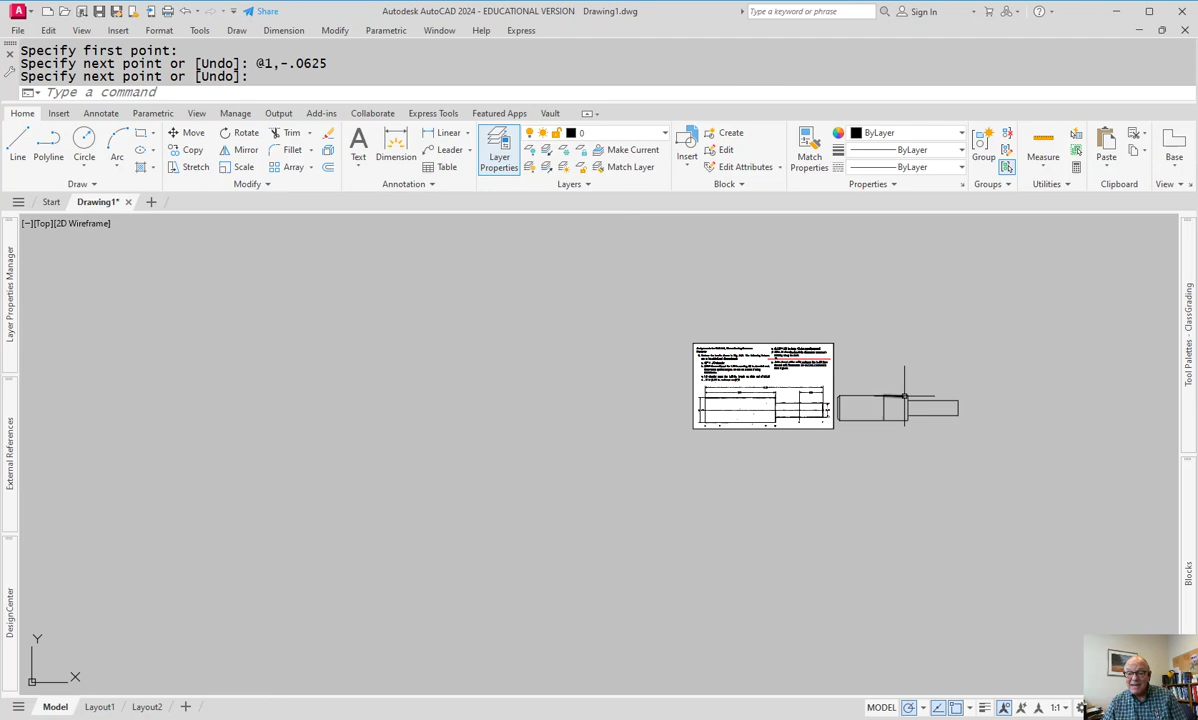 Share
Autodesk AutoCAD 2024 - EDUCATIONAL VERSION Drawing1.dwg
Type a keyword or phrase
Sign In
File Edit View Insert Format Tools Draw Dimension Modify Parametric Window Help Express
Specify first point:
Specify next point or [Undo]: @1,-.0625
Specify next point or [Undo]:
Type a command
Home Insert Annotate Parametric View Manage Output Add-ins Collaborate Express Tools Featured Apps Vault
Line Polyline Circle Arc
Move Rotate Trim
Copy Mirror Fillet
Stretch Scale Array
Text Dimension
Linear
Leader
Table
Layer Properties
0
Make Current
Match Layer
Insert
Create
Edit
Edit Attributes
Match Properties
ByLayer
ByLayer
ByLayer
Group
Measure
Paste
Base
Draw Modify Annotation Layers Block Properties Groups Utilities Clipboard View
Start Drawing1*
[−][Top][2D Wireframe]
Layer Properties Manager
External References
DesignCenter
Tool Palettes - ClassGrading
Blocks
Y
X
Model Layout1 Layout2
MODEL
1:1